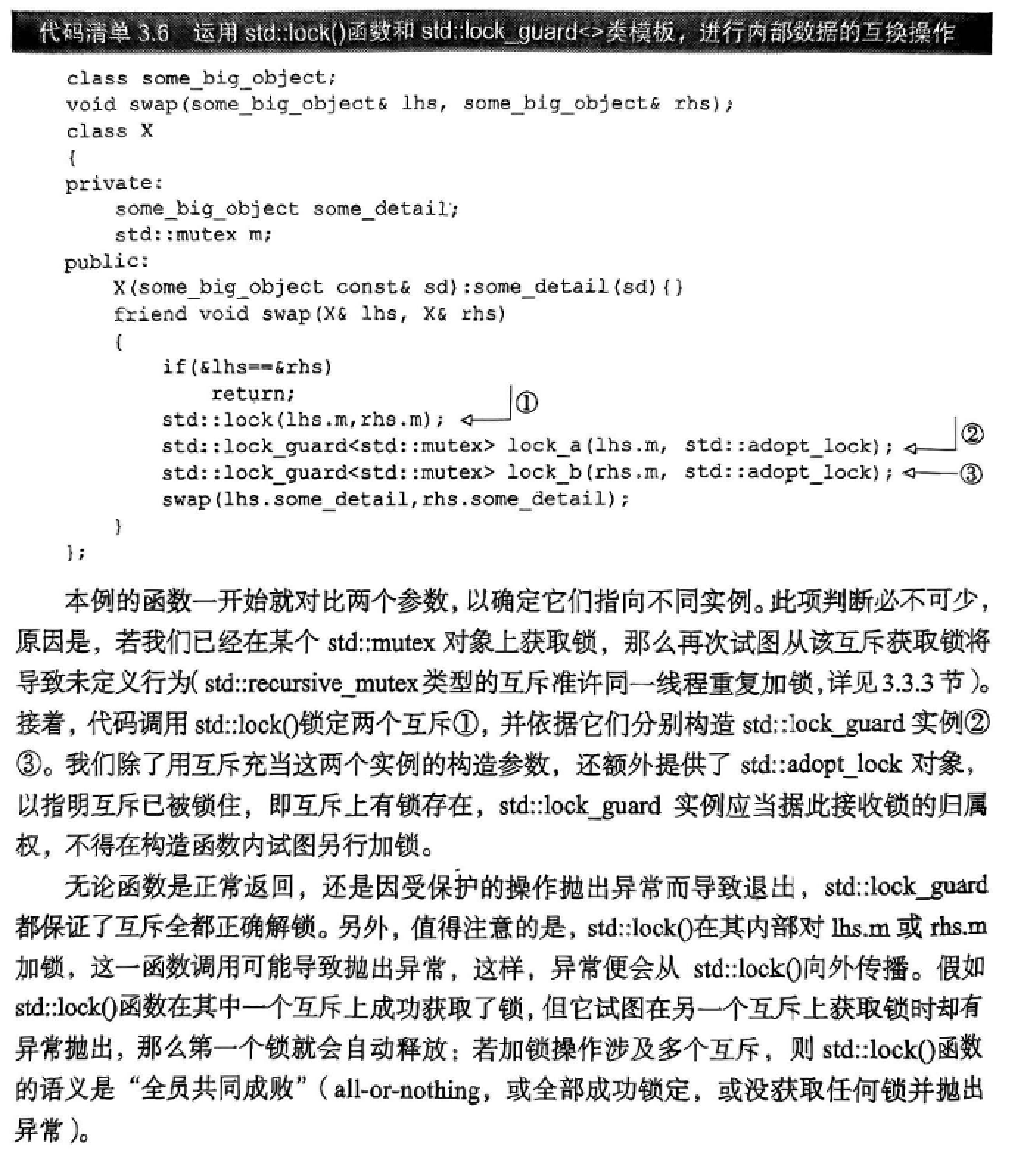 代码清单 3.6 运用 std::lock()函数和 std::lock_guard<>类模板，进行内部数据的互换操作
class some_big_object;
void swap(some_big_object& lhs, some_big_object& rhs);
class X
{
private:
    some_big_object some_detail;
    std::mutex m;
public:
    X(some_big_object const& sd):some_detail(sd){}
    friend void swap(X& lhs, X& rhs)
    {
        if(&lhs==&rhs)
            return;
        std::lock(lhs.m,rhs.m); ①
        std::lock_guard<std::mutex> lock_a(lhs.m, std::adopt_lock); ②
        std::lock_guard<std::mutex> lock_b(rhs.m, std::adopt_lock); ③
        swap(lhs.some_detail,rhs.some_detail);
    }
};
本例的函数一开始就对比两个参数，以确定它们指向不同实例。此项判断必不可少，
原因是，若我们已经在某个 std::mutex 对象上获取锁，那么再次试图从该互斥获取锁将
导致未定义行为（std::recursive_mutex 类型的互斥准许同一线程重复加锁，详见 3.3.3 节）。
接着，代码调用 std::lock()锁定两个互斥①，并依据它们分别构造 std::lock_guard 实例②
③。我们除了用互斥充当这两个实例的构造参数，还额外提供了 std::adopt_lock 对象，
以指明互斥已被锁住，即互斥上有锁存在，std::lock_guard 实例应当据此接收锁的归属
权，不得在构造函数内试图另行加锁。
无论函数是正常返回，还是因受保护的操作抛出异常而导致退出，std::lock_guard
都保证了互斥全都正确解锁。另外，值得注意的是，std::lock()在其内部对 lhs.m 或 rhs.m
加锁，这一函数调用可能导致抛出异常，这样，异常便会从 std::lock()向外传播。假如
std::lock()函数在其中一个互斥上成功获取了锁，但它试图在另一个互斥上获取锁时却有
异常抛出，那么第一个锁就会自动释放；若加锁操作涉及多个互斥，则 std::lock()函数
的语义是“全员共同成败”（all-or-nothing，或全部成功锁定，或没获取任何锁并抛出
异常）。